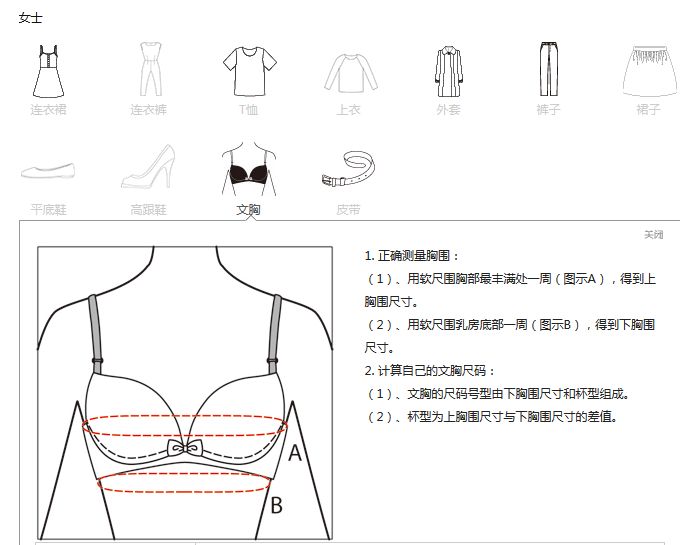 女士
连衣裙 连衣裤 T恤 上衣 外套 裤子 裙子
平底鞋 高跟鞋 文胸 皮带
关闭
1. 正确测量胸围：
（1）、用软尺围胸部最丰满处一周（图示A），得到上
胸围尺寸。
（2）、用软尺围乳房底部一周（图示B），得到下胸围
尺寸。
2. 计算自己的文胸尺码：
（1）、文胸的尺码号型由下胸围尺寸和杯型组成。
（2）、杯型为上胸围尺寸与下胸围尺寸的差值。
A
B